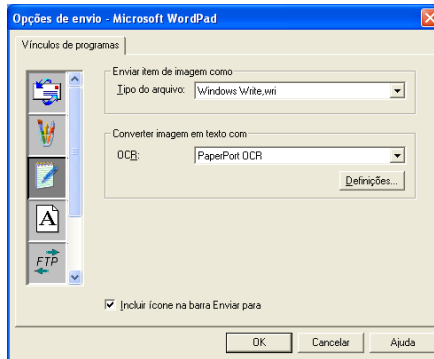 Opções de envio - Microsoft WordPad
Vínculos de programas
Enviar item de imagem como
Tipo do arquivo: Windows Write,wri
Converter imagem em texto com
OCR: PaperPort OCR
Definições...
A
FTP
Incluir ícone na barra Enviar para
OK Cancelar Ajuda